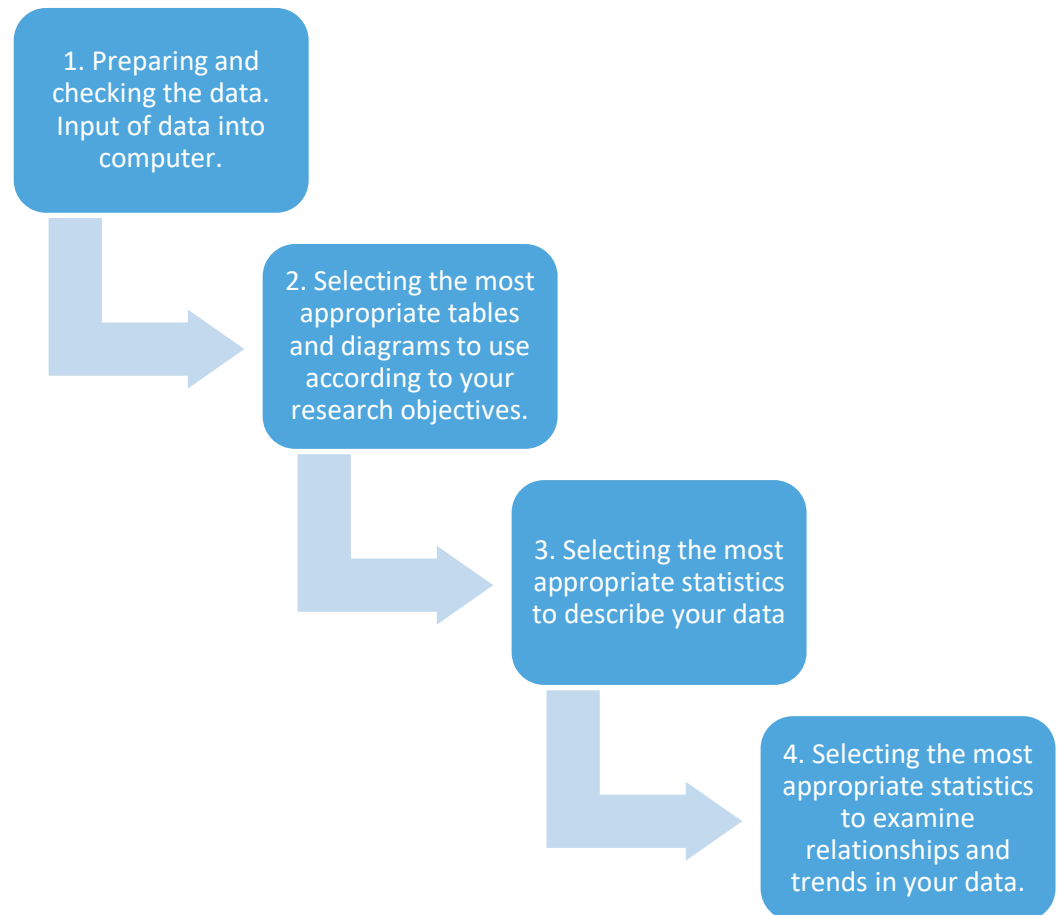 1. Preparing and
checking the data.
Input of data into
computer.
2. Selecting the most
appropriate tables
and diagrams to use
according to your
research objectives.
3. Selecting the most
appropriate statistics
to describe your data
4. Selecting the most
appropriate statistics
to examine
relationships and
trends in your data.